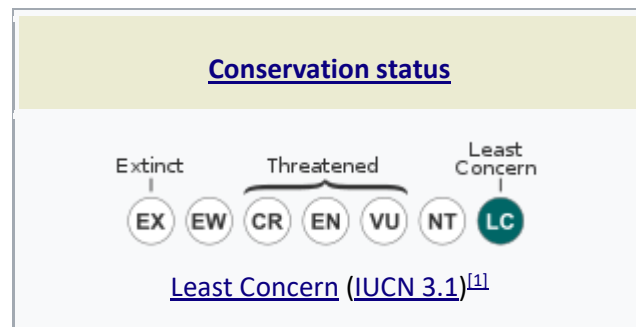 Conservation status
Extinct Threatened Least Concern
EX EW CR EN VU NT LC
Least Concern (IUCN 3.1)[1]